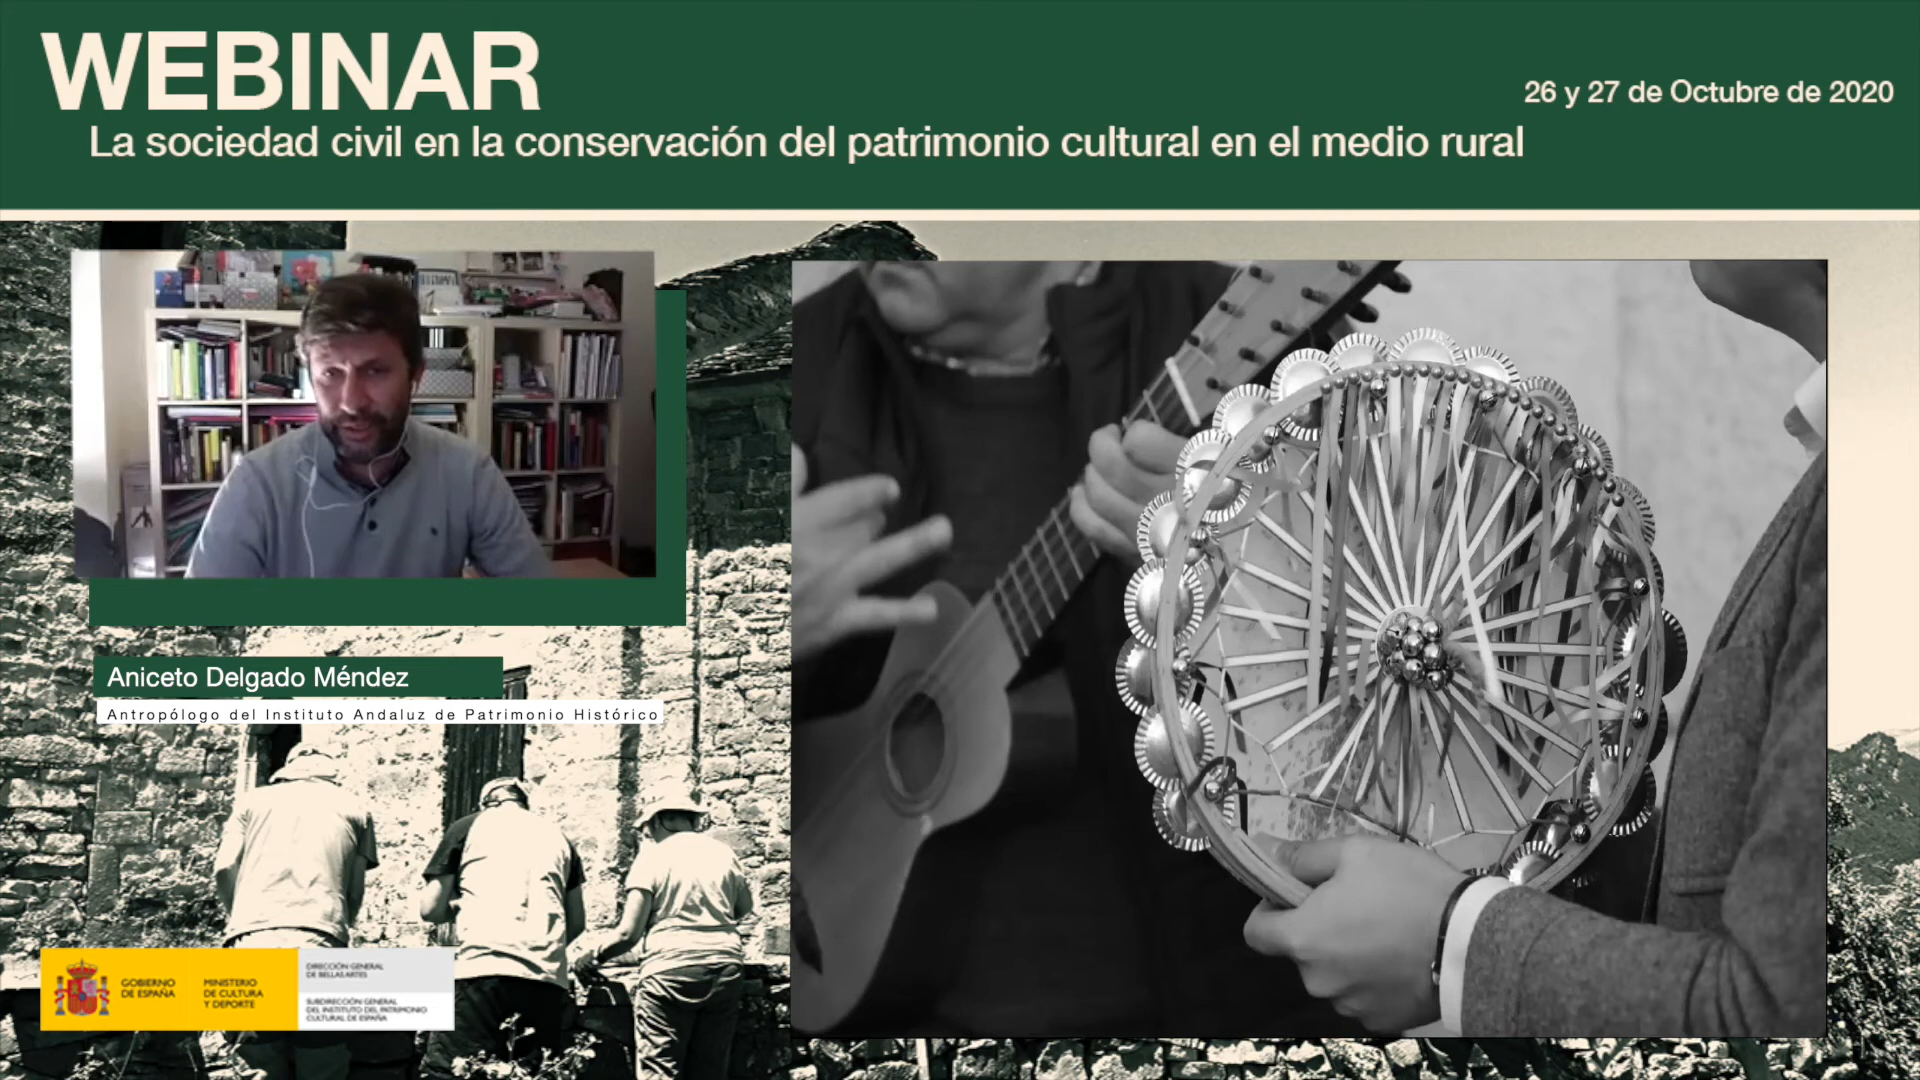 WEBINAR
26 y 27 de Octubre de 2020
La sociedad civil en la conservación del patrimonio cultural en el medio rural
Aniceto Delgado Méndez
Antropólogo del Instituto Andaluz de Patrimonio Histórico
GOBIERNO
DE ESPAÑA
MINISTERIO
DE CULTURA
Y DEPORTE
DIRECCIÓN GENERAL
DE BELLAS ARTES
SUBDIRECCIÓN GENERAL
DEL INSTITUTO DEL PATRIMONIO
CULTURAL DE ESPAÑA